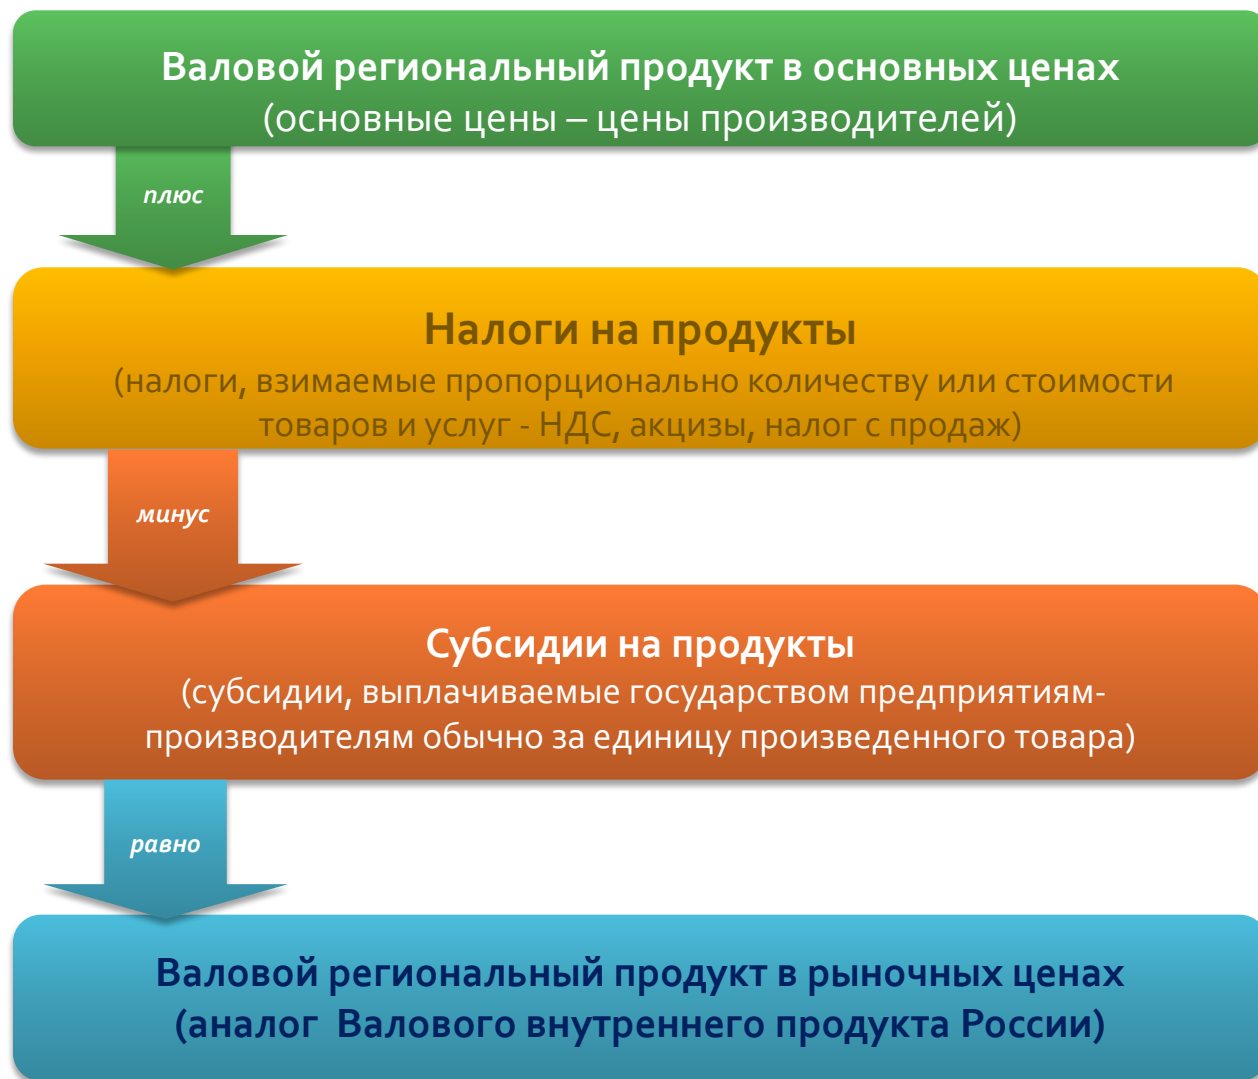 Валовой региональный продукт в основных ценах
(основные цены – цены производителей)
плюс
Налоги на продукты
(налоги, взимаемые пропорционально количеству или стоимости
товаров и услуг - НДС, акцизы, налог с продаж)
минус
Субсидии на продукты
(субсидии, выплачиваемые государством предприятиям-
производителям обычно за единицу произведенного товара)
равно
Валовой региональный продукт в рыночных ценах
(аналог Валового внутреннего продукта России)